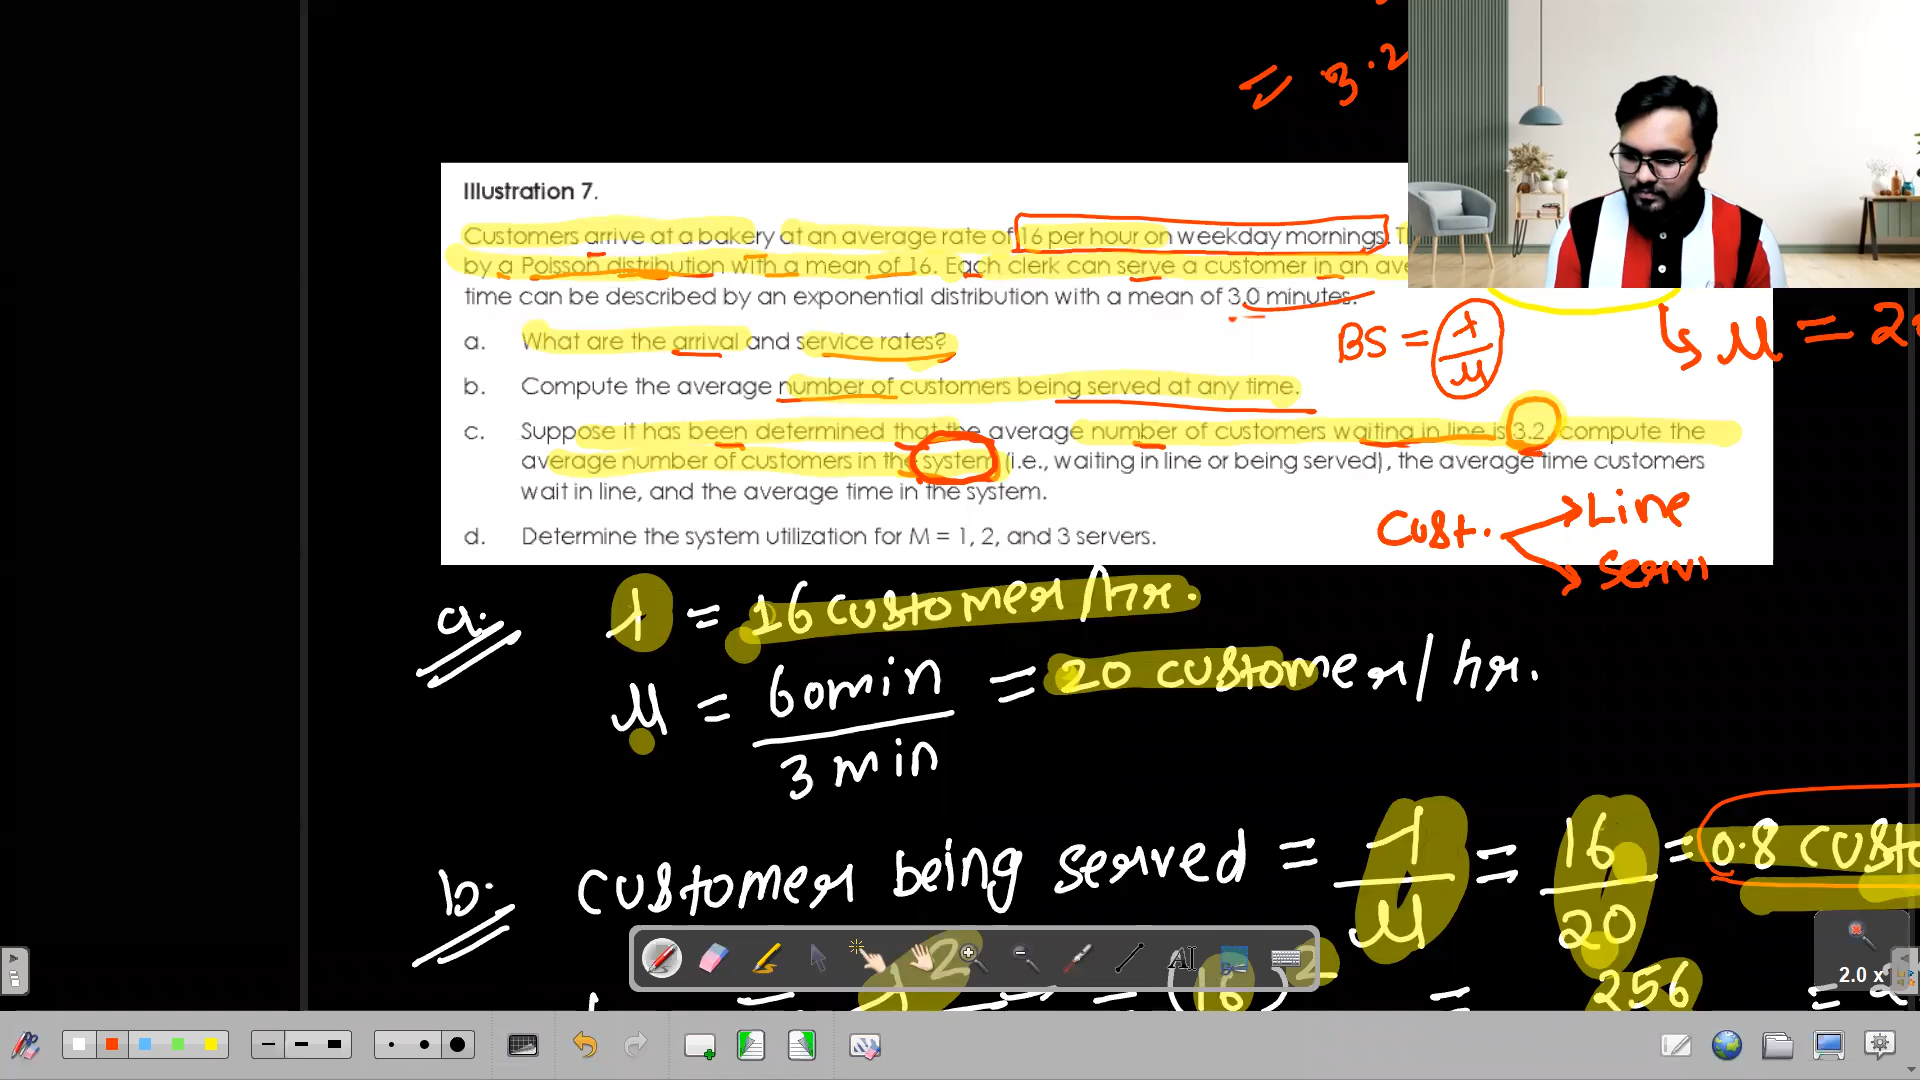 = 3.2
Illustration 7.
Customers arrive at a bakery at an average rate of 16 per hour on weekday mornings.
by a Poisson distribution with a mean of 16. Each clerk can serve a customer in an
time can be described by an exponential distribution with a mean of 3.0 minutes.
BS = λ/μ
μ = 2
a. What are the arrival and service rates?
b. Compute the average number of customers being served at any time.
c. Suppose it has been determined that the average number of customers waiting in line is 3.2, compute the
average number of customers in the system (i.e., waiting in line or being served), the average time customers
wait in line, and the average time in the system.
Cust. Line
d. Determine the system utilization for M = 1, 2, and 3 servers.
Servi
a. λ = 16 customer/hr.
μ = 60min / 3 min = 20 customer/hr.
b. customer being served = λ/μ = 16/20 = 0.8 custo
= λ2 = (16)2 = 256 = 2
2.0 x